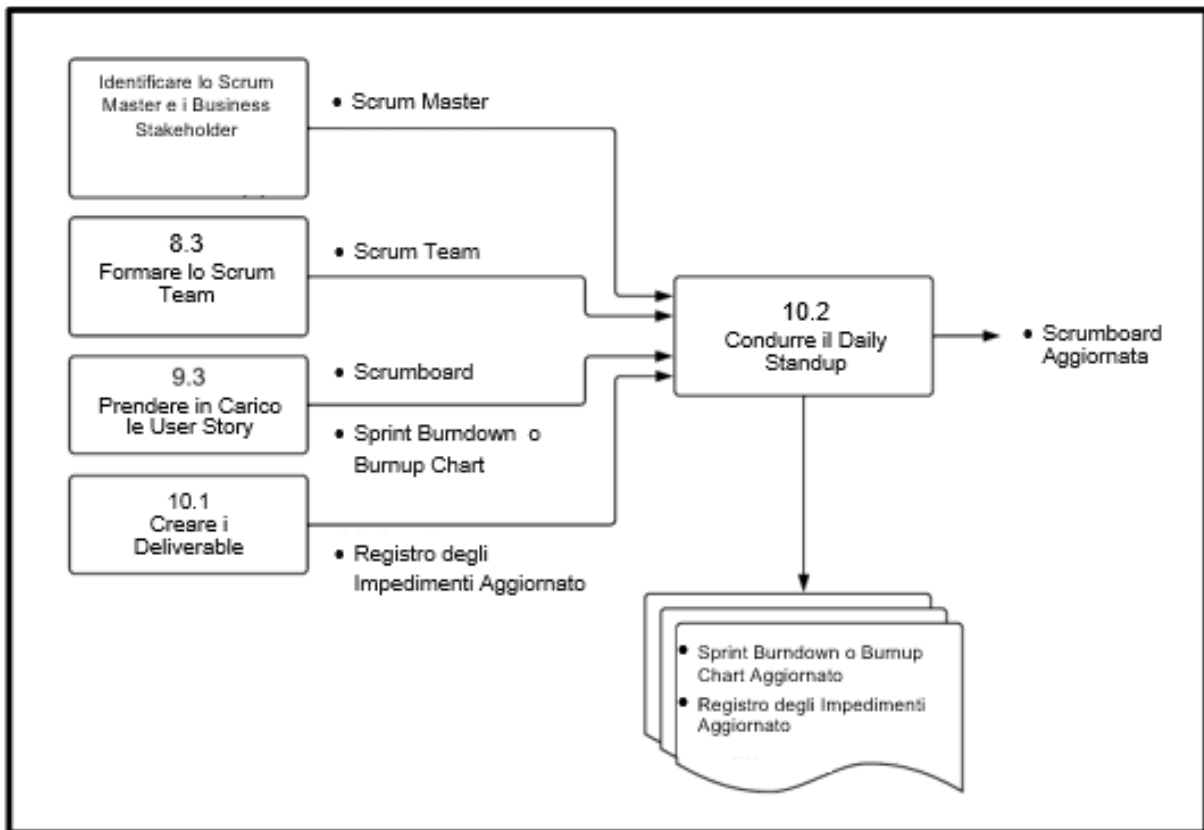 Identificare lo Scrum
Master e i Business
Stakeholder
• Scrum Master
8.3
Formare lo Scrum
Team
• Scrum Team
9.3
Prendere in Carico
le User Story
• Scrumboard
• Sprint Burndown o
Burnup Chart
10.1
Creare i
Deliverable
• Registro degli
Impedimenti Aggiornato
10.2
Condurre il Daily
Standup
• Scrumboard
Aggiornata
• Sprint Burndown o Burnup
Chart Aggiornato
• Registro degli Impedimenti
Aggiornato